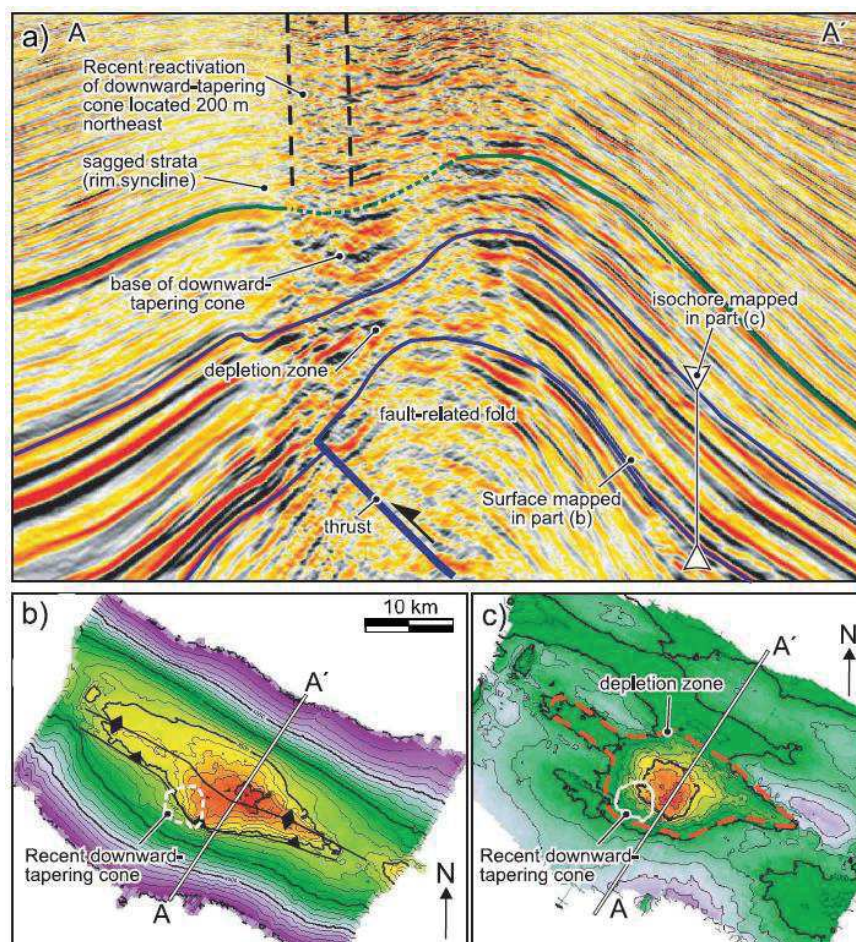 a)
A
A′
Recent reactivation
of downward-tapering
cone located 200 m
northeast
sagged strata
(rim syncline)
base of downward-
tapering cone
isochore mapped
in part (c)
depletion zone
fault-related fold
thrust
Surface mapped
in part (b)
b)
10 km
A′
Recent downward-
tapering cone
A
N
c)
A′
N
depletion zone
Recent downward-
tapering cone
A